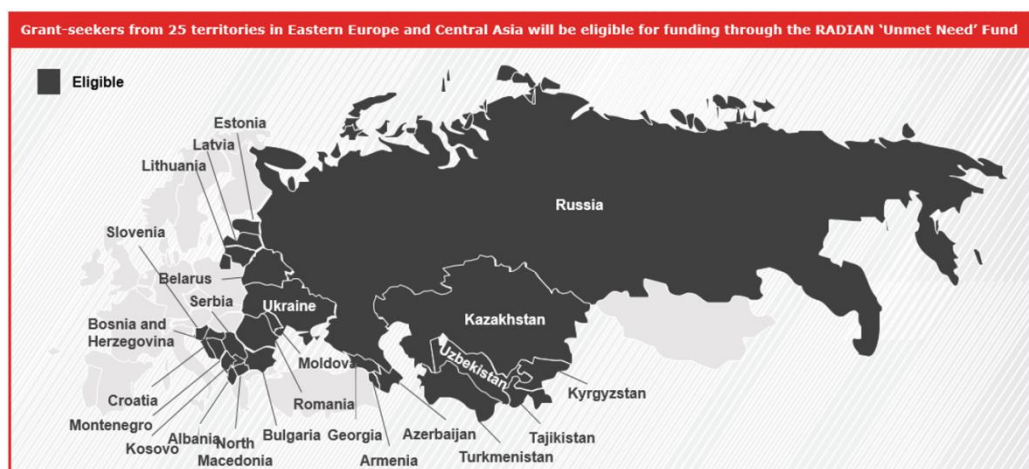 Grant-seekers from 25 territories in Eastern Europe and Central Asia will be eligible for funding through the RADIAN ‘Unmet Need’ Fund
Eligible
Estonia
Latvia
Lithuania
Russia
Slovenia
Belarus
Serbia
Ukraine
Bosnia and
Herzegovina
Kazakhstan
Uzbekistan
Moldova
Kyrgyzstan
Croatia
Romania
Montenegro
Kosovo
Albania
North
Macedonia
Bulgaria
Georgia
Armenia
Azerbaijan
Turkmenistan
Tajikistan